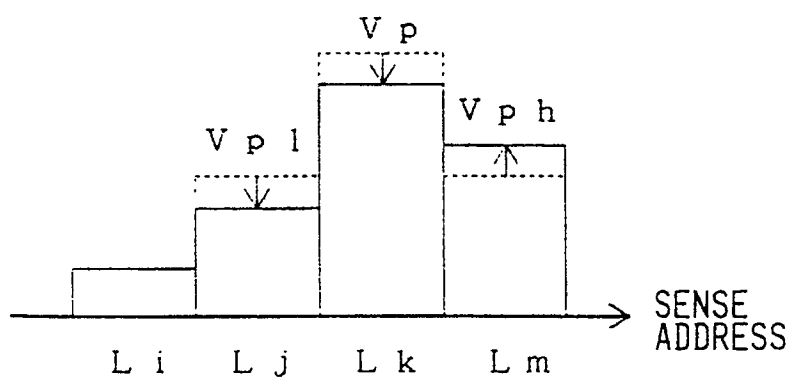 V p
V p h
V p l
SENSE
ADDRESS
L i L j L k L m